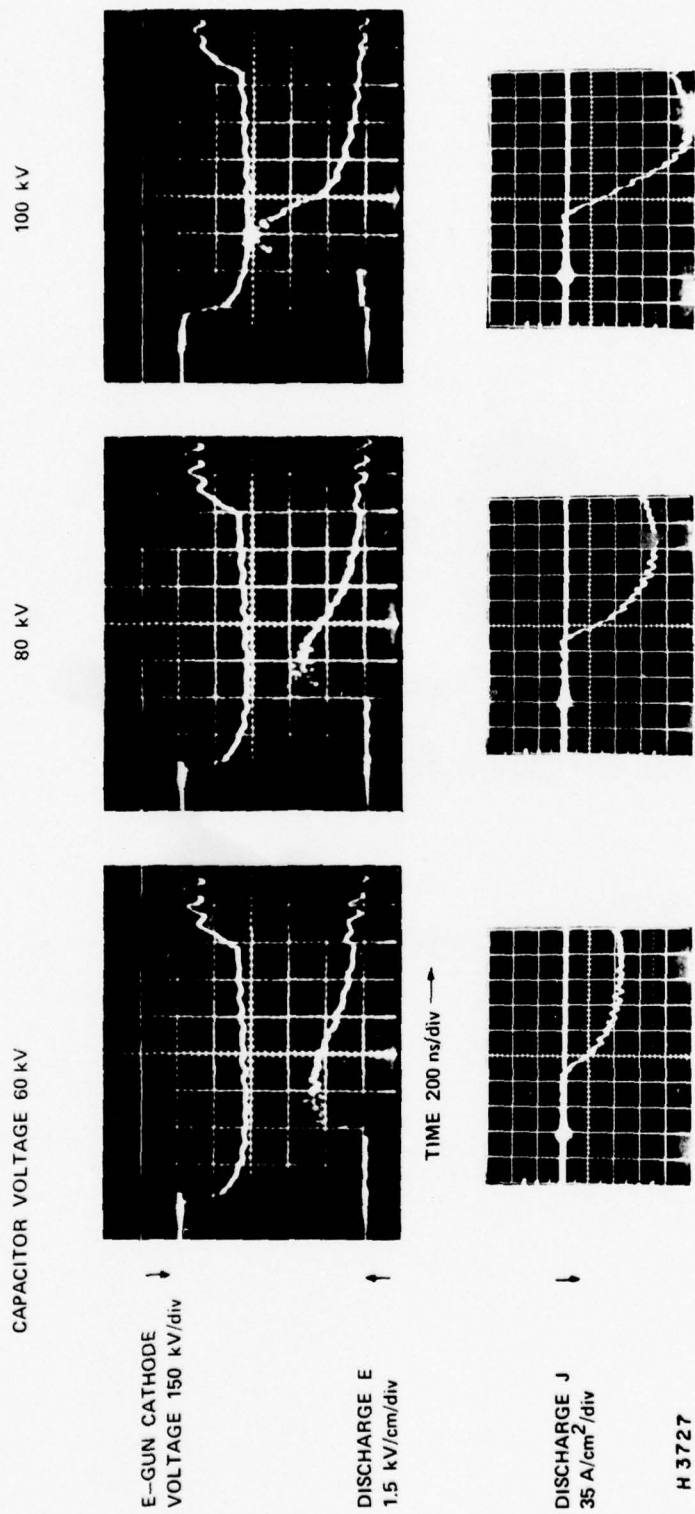 CAPACITOR VOLTAGE 60 kV
80 kV
100 kV
E-GUN CATHODE
VOLTAGE 150 kV/div
DISCHARGE E
1.5 kV/cm/div
TIME 200 ns/div
DISCHARGE J
35 A/cm²/div
H 3727